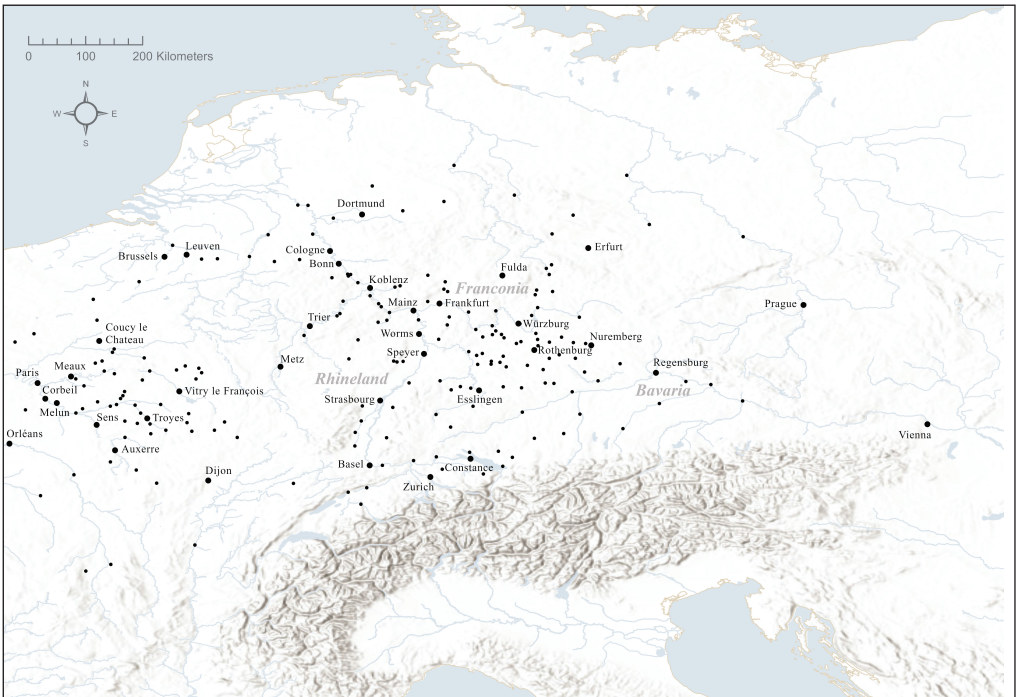 0 100 200 Kilometers
N
W E
S
Dortmund
Leuven
Brussels
Cologne
Bonn
Erfurt
Fulda
Koblenz
Franconia
Mainz
Frankfurt
Prague
Trier
Würzburg
Coucy le
Chateau
Worms
Nuremberg
Speyer
Rothenburg
Metz
Meaux
Regensburg
Paris
Rhineland
Bavaria
Corbeil
Vitry le François
Melun
Strasbourg
Esslingen
Sens
Troyes
Orléans
Vienna
Auxerre
Basel
Constance
Dijon
Zurich